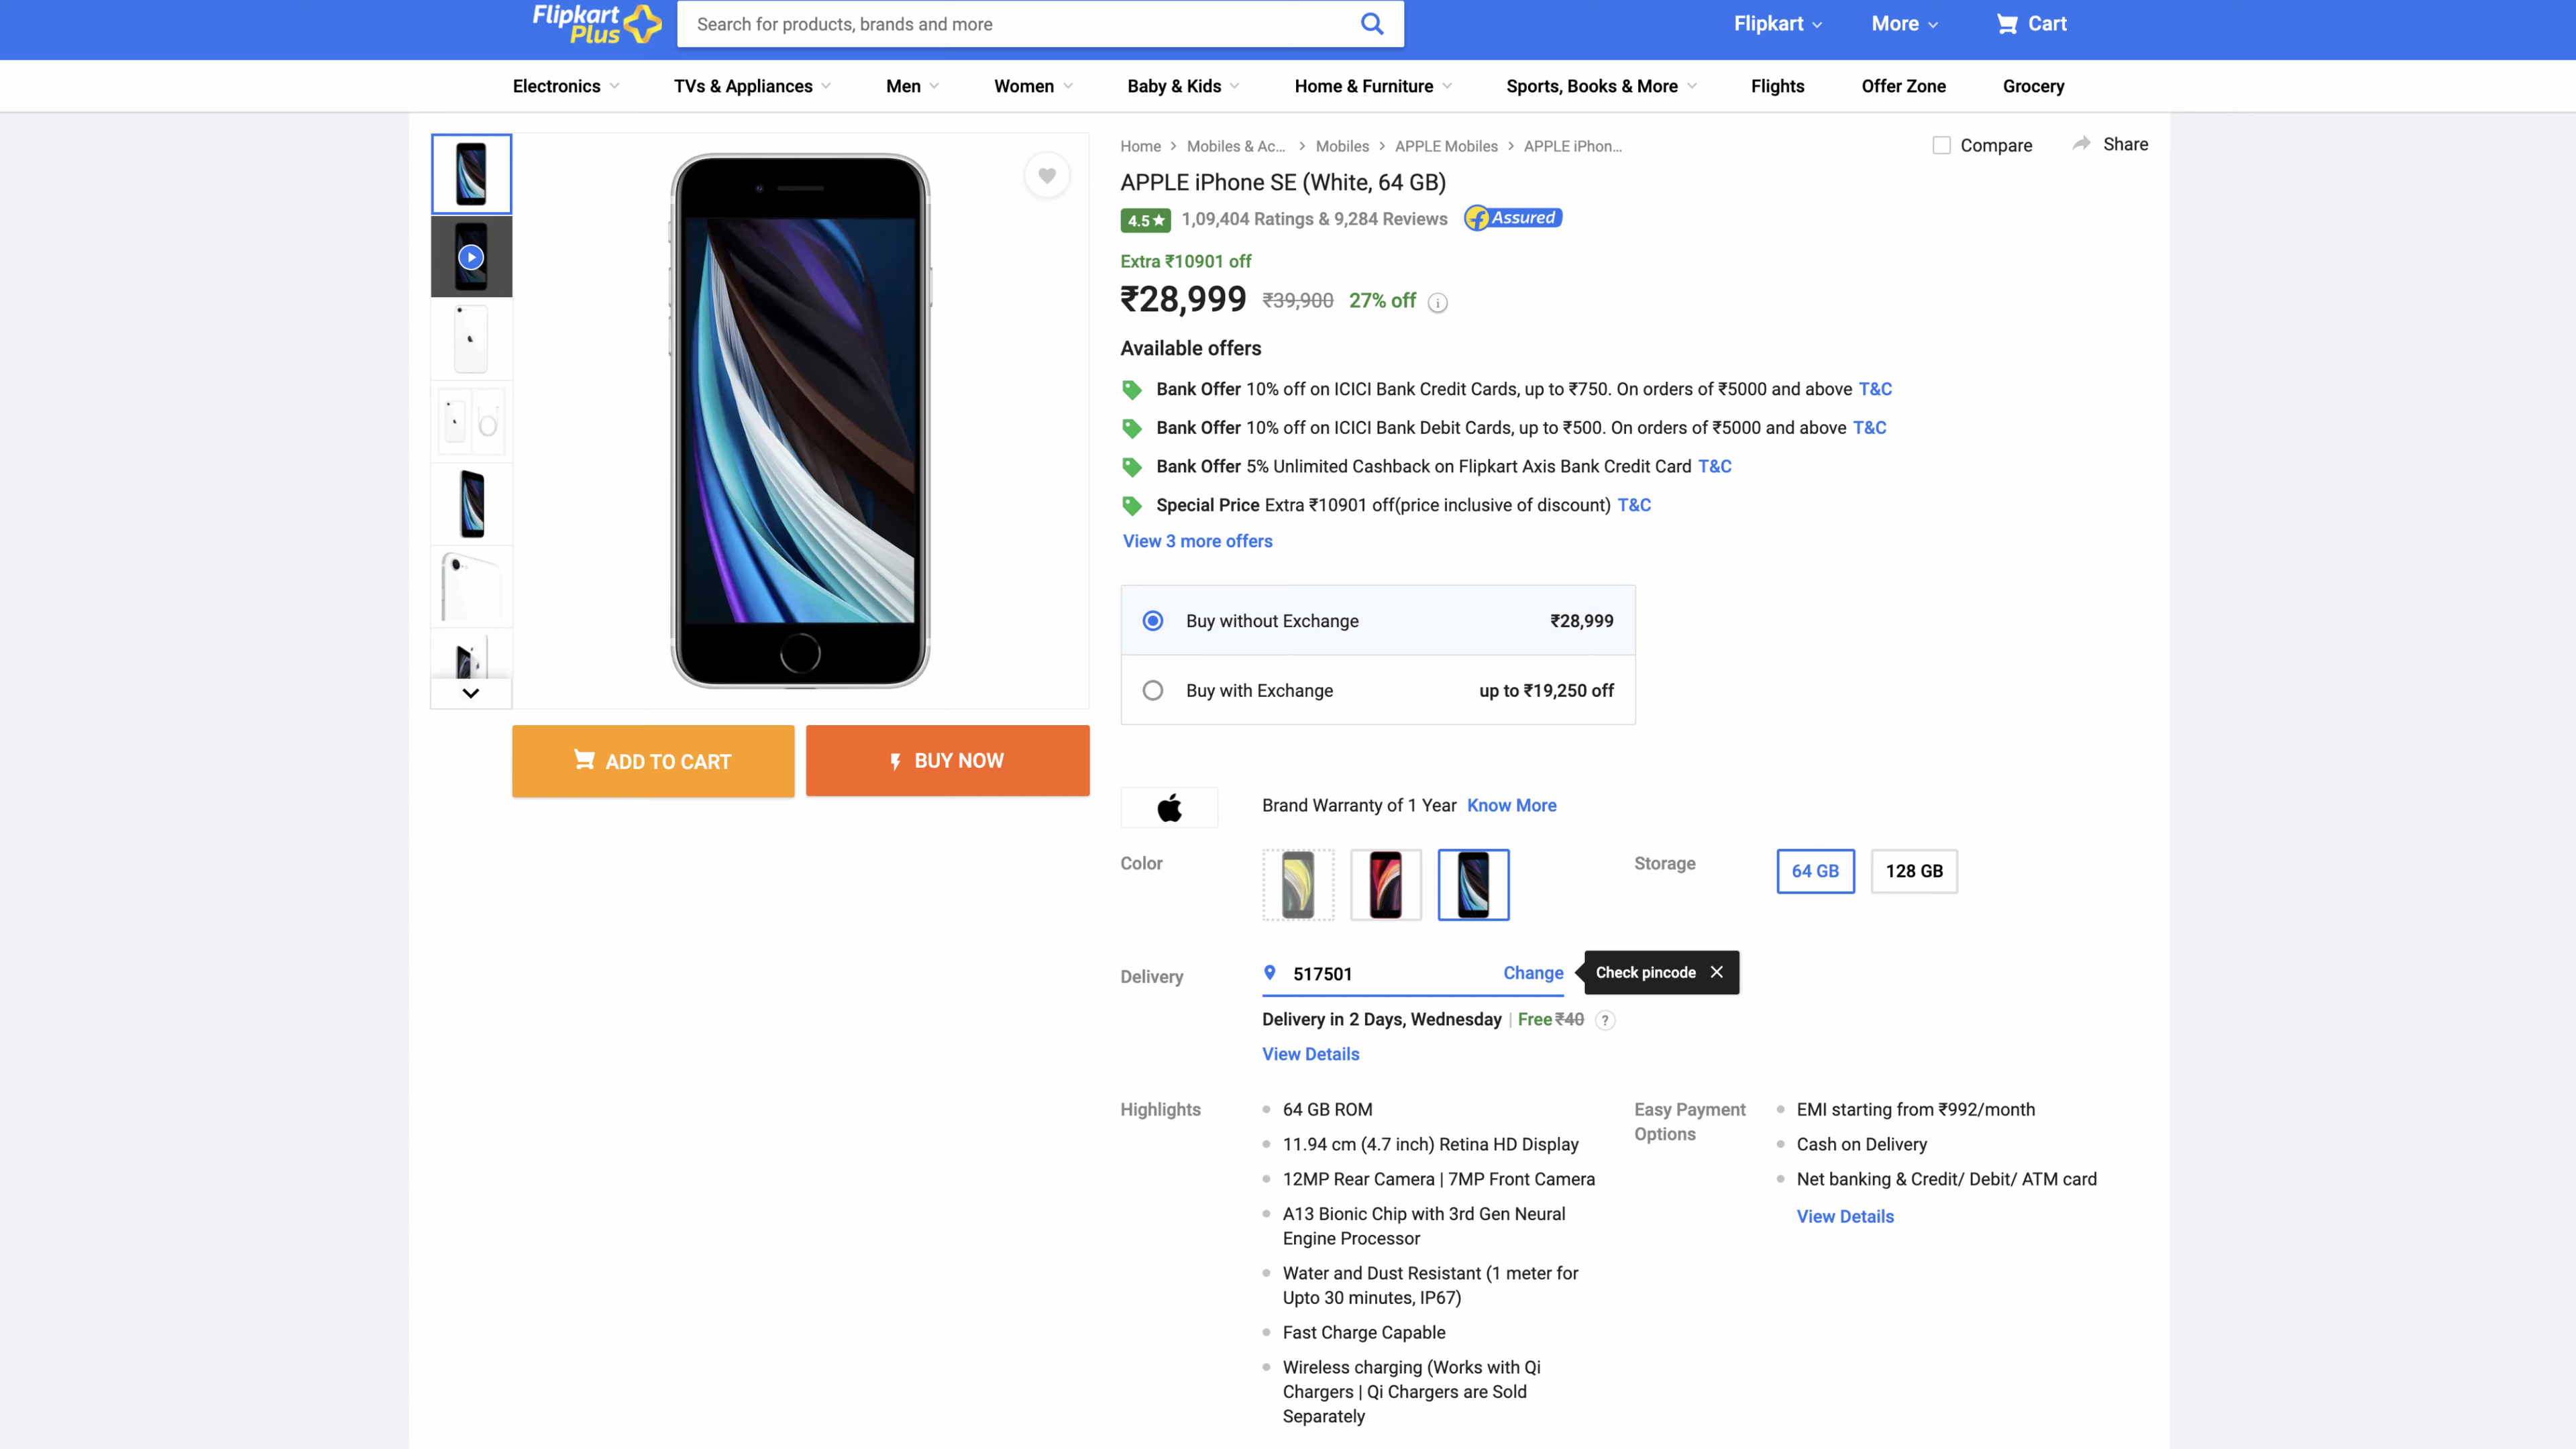 Flipkart
Plus
Search for products, brands and more
Flipkart
More
Cart
Electronics
TVs & Appliances
Men
Women
Baby & Kids
Home & Furniture
Sports, Books & More
Flights
Offer Zone
Grocery
Home > Mobiles & Ac... > Mobiles > APPLE Mobiles > APPLE iPhon...
Compare
Share
APPLE iPhone SE (White, 64 GB)
4.5★ 1,09,404 Ratings & 9,284 Reviews Assured
Extra ₹10901 off
₹28,999 ₹39,900 27% off i
Available offers
Bank Offer 10% off on ICICI Bank Credit Cards, up to ₹750. On orders of ₹5000 and above T&C
Bank Offer 10% off on ICICI Bank Debit Cards, up to ₹500. On orders of ₹5000 and above T&C
Bank Offer 5% Unlimited Cashback on Flipkart Axis Bank Credit Card T&C
Special Price Extra ₹10901 off(price inclusive of discount) T&C
View 3 more offers
Buy without Exchange ₹28,999
Buy with Exchange up to ₹19,250 off
ADD TO CART
BUY NOW
Brand Warranty of 1 Year Know More
Color
Storage
64 GB
128 GB
Delivery
517501
Change
Check pincode ✕
Delivery in 2 Days, Wednesday | Free ₹40 ?
View Details
Highlights
64 GB ROM
11.94 cm (4.7 inch) Retina HD Display
12MP Rear Camera | 7MP Front Camera
A13 Bionic Chip with 3rd Gen Neural
Engine Processor
Water and Dust Resistant (1 meter for
Upto 30 minutes, IP67)
Fast Charge Capable
Wireless charging (Works with Qi
Chargers | Qi Chargers are Sold
Separately
Easy Payment
Options
EMI starting from ₹992/month
Cash on Delivery
Net banking & Credit/ Debit/ ATM card
View Details